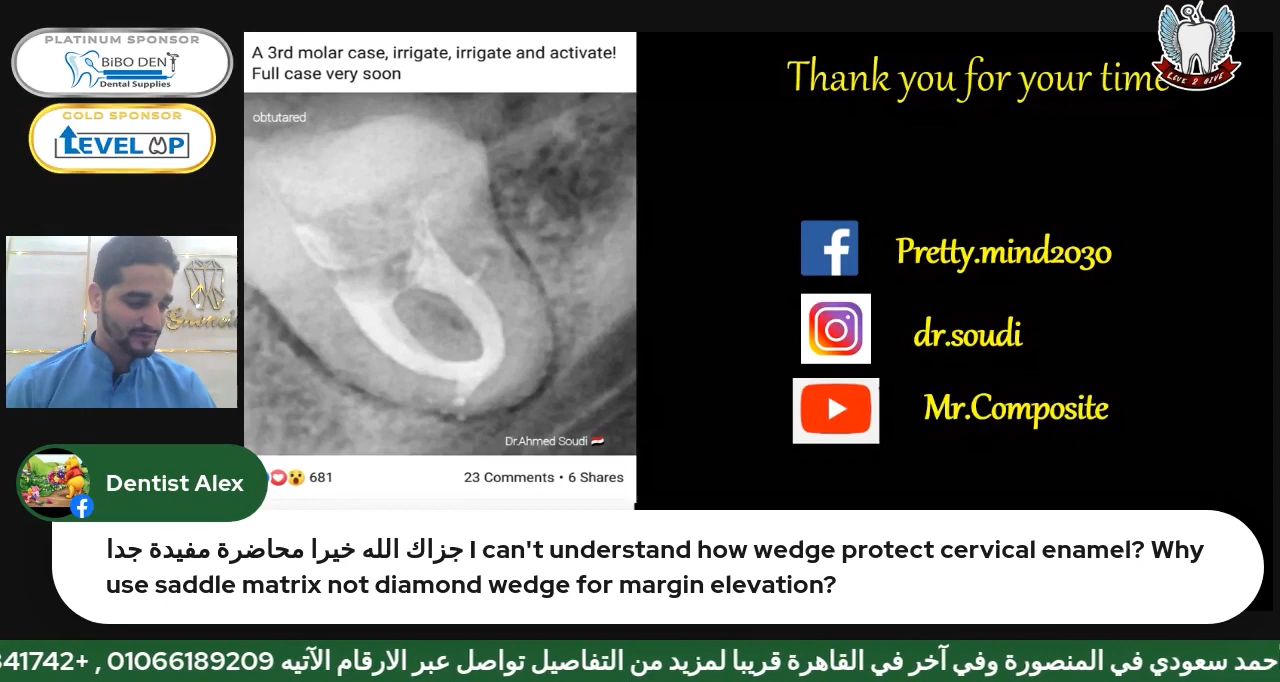 PLATINUM SPONSOR
BiBO DENT
Dental Supplies
GOLD SPONSOR
LEVEL UP
A 3rd molar case, irrigate, irrigate and activate!
Full case very soon
obtutared
Dr.Ahmed Soudi
681
23 Comments • 6 Shares
Thank you for your time
LIVE 2 GIVE
Pretty.mind2030
dr.soudi
Mr.Composite
Dentist Alex
جزاك الله خيرا محاضرة مفيدة جدا I can't understand how wedge protect cervical enamel? Why
use saddle matrix not diamond wedge for margin elevation?
حمد سعودي في المنصورة وفي آخر في القاهرة قريبا لمزيد من التفاصيل تواصل عبر الارقام الآتيه 01066189209 , +341742